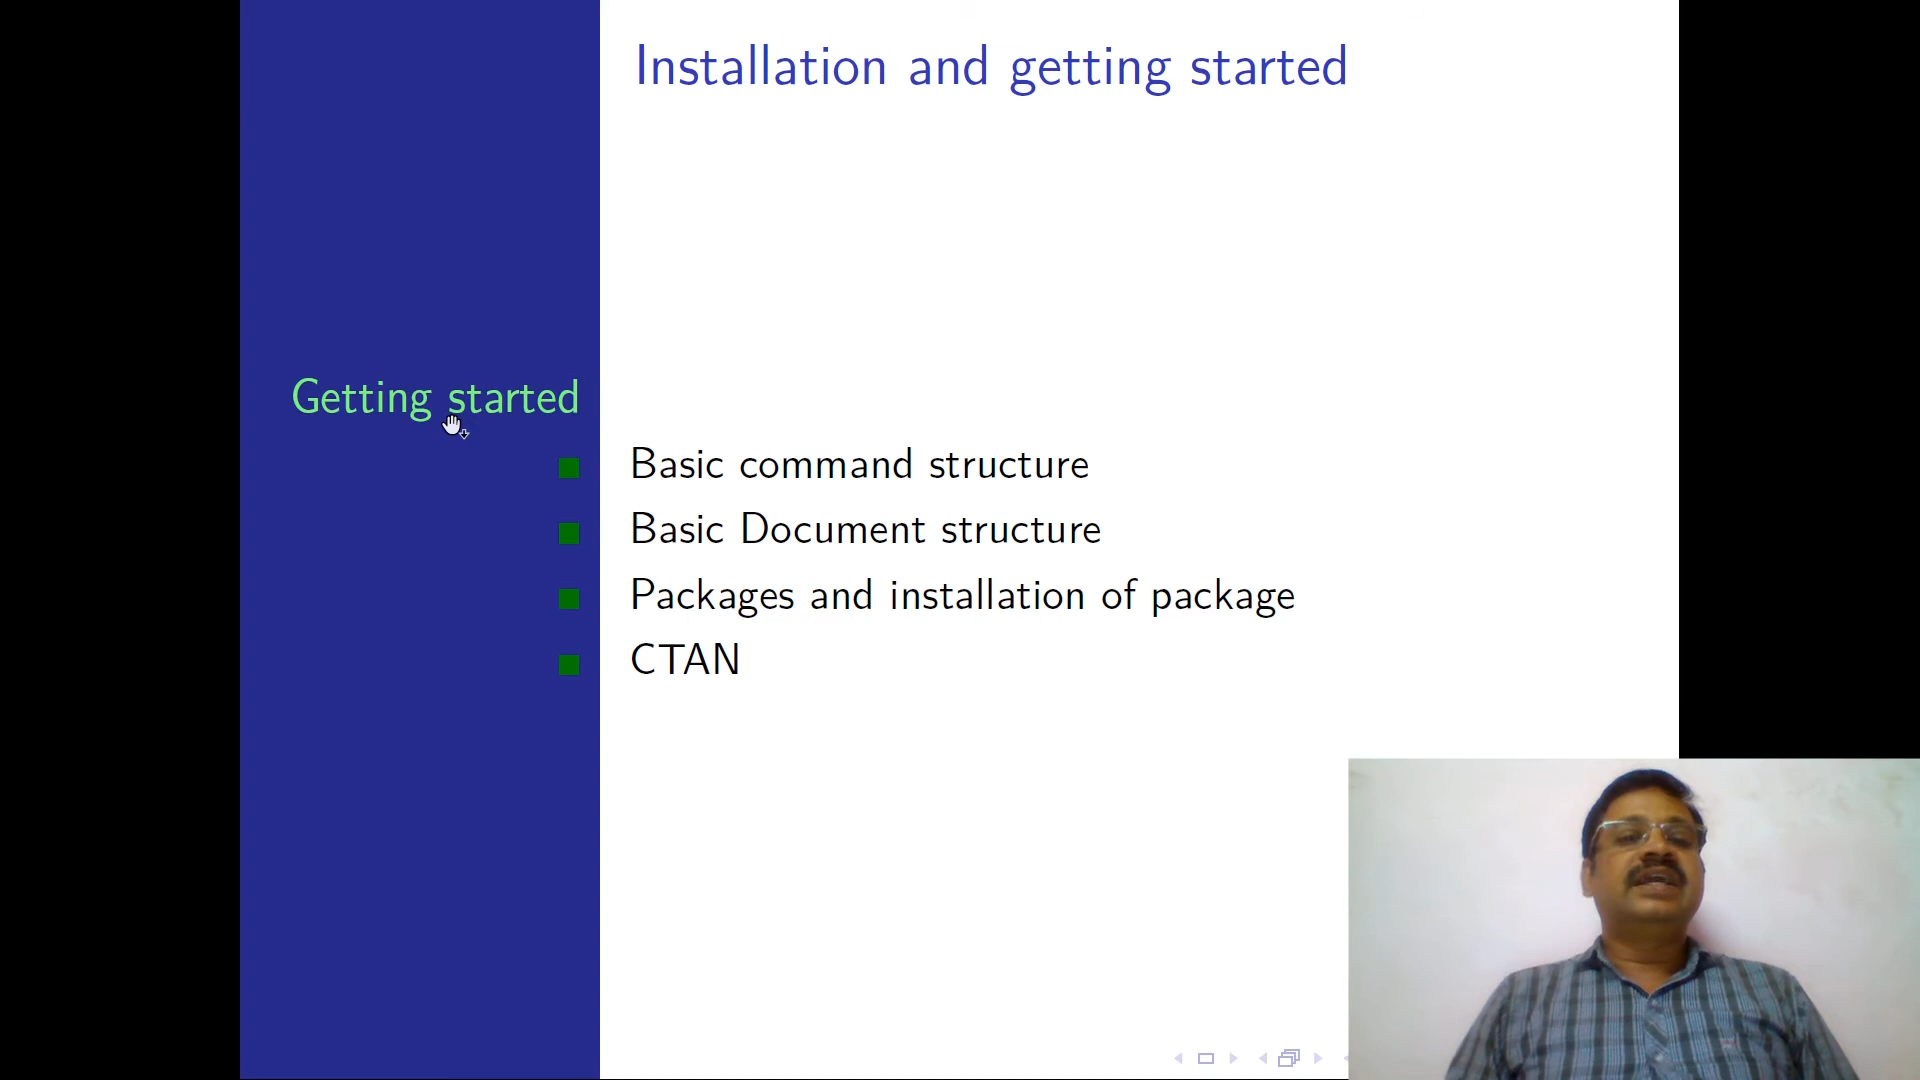 Installation and getting started
Getting started
Basic command structure
Basic Document structure
Packages and installation of package
CTAN